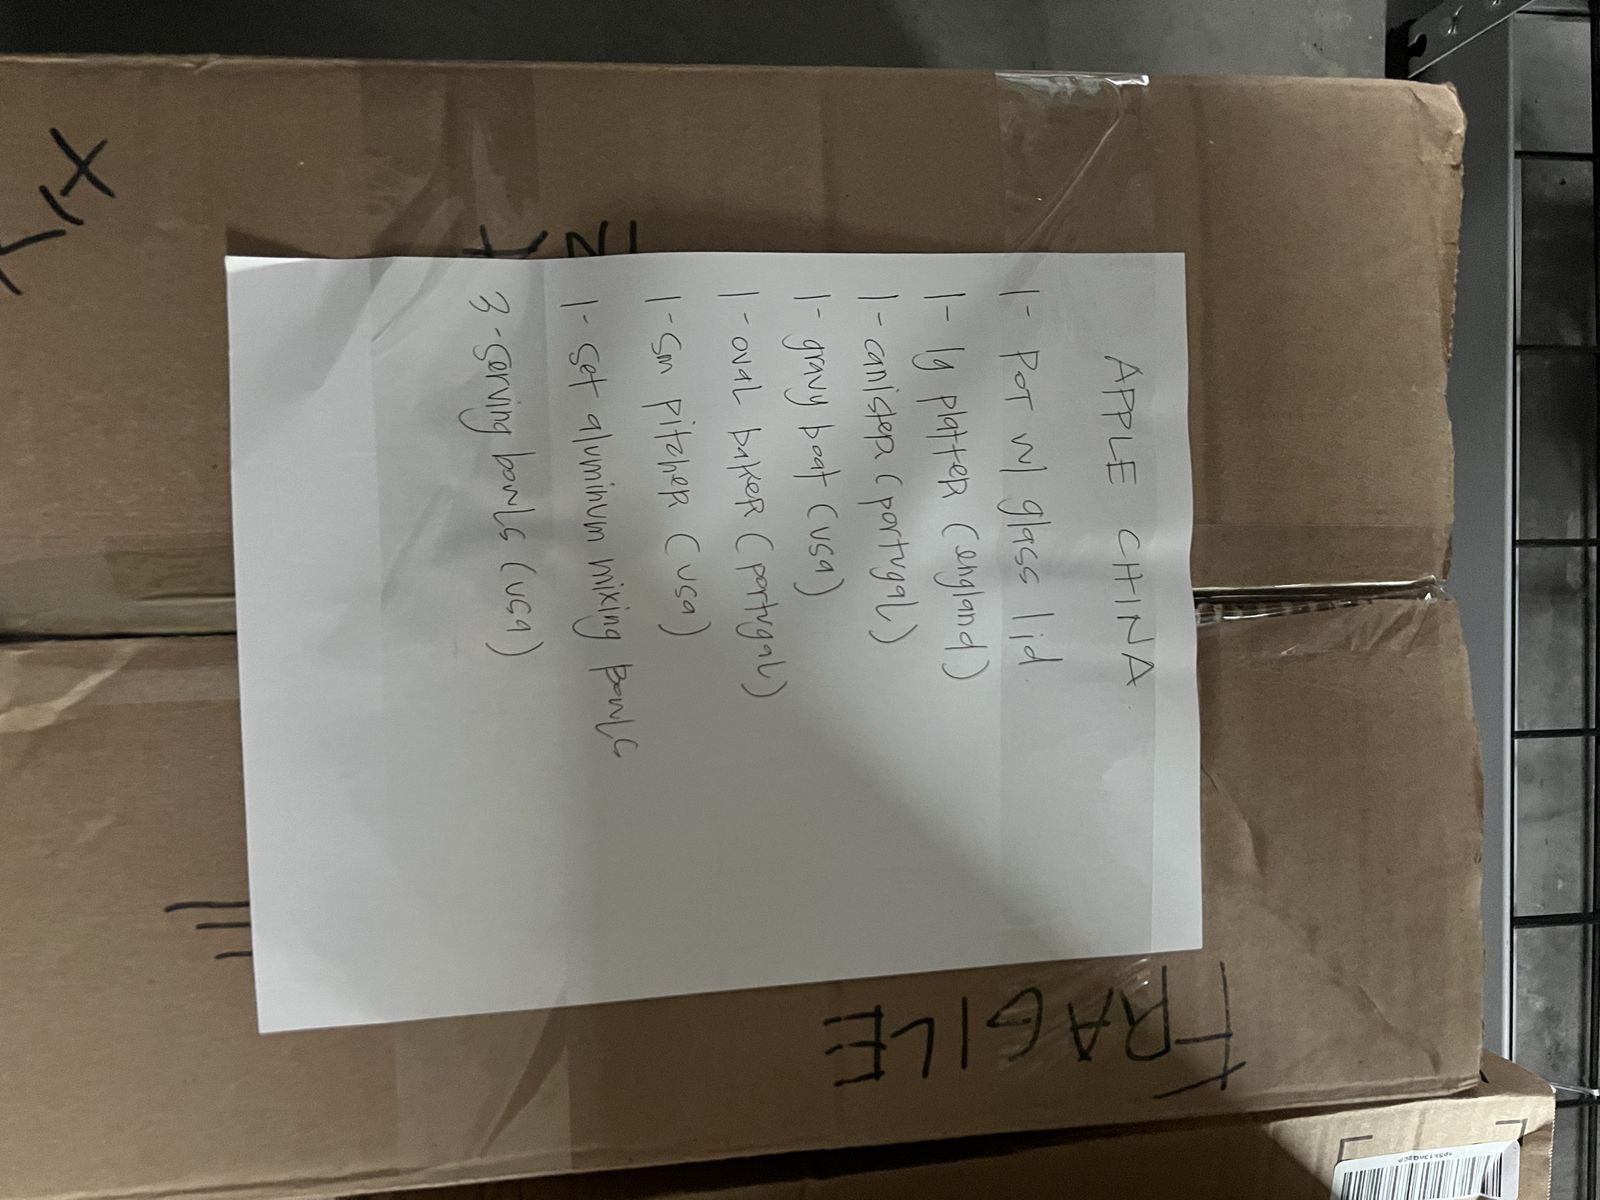 APPLE CHINA
1- POT w/ glass lid
1- lg platter (england)
1- canister (portugal)
1- gravy boat (usa)
1- oval baker (portugal)
1- sm pitcher (usa)
1- set aluminum mixing bowls
3- serving bowls (usa)
FRAGILE